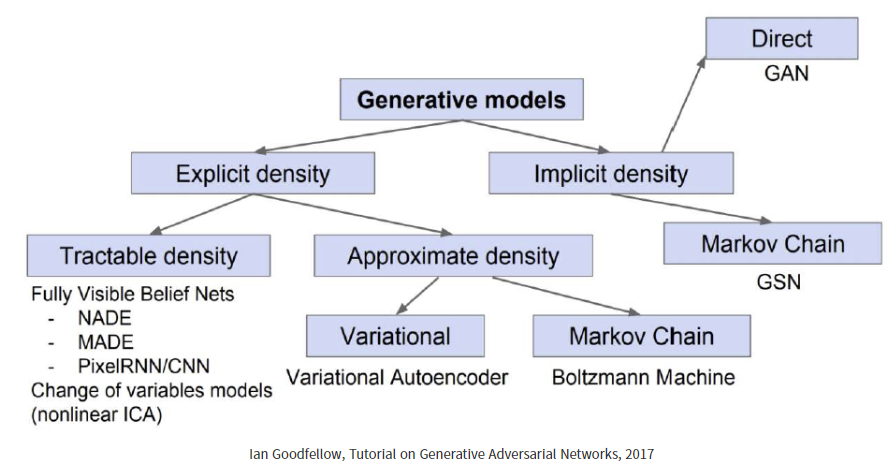 Direct
GAN
Generative models
Explicit density
Implicit density
Tractable density
Approximate density
Markov Chain
GSN
Fully Visible Belief Nets
- NADE
- MADE
- PixelRNN/CNN
Change of variables models
(nonlinear ICA)
Variational
Variational Autoencoder
Markov Chain
Boltzmann Machine
Ian Goodfellow, Tutorial on Generative Adversarial Networks, 2017